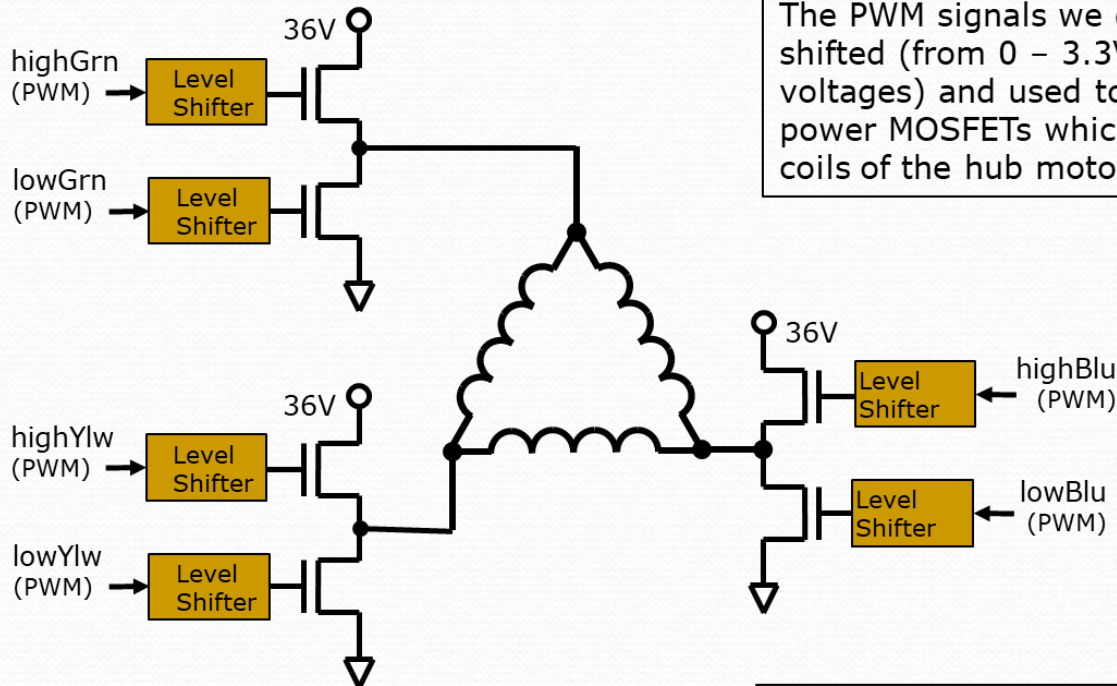 36V
highGrn
(PWM)
Level
Shifter
lowGrn
(PWM)
Level
Shifter
The PWM signals we
shifted (from 0 – 3.3V
voltages) and used to
power MOSFETs which
coils of the hub moto
36V
highYlw
(PWM)
Level
Shifter
lowYlw
(PWM)
Level
Shifter
36V
Level
Shifter
highBlu
(PWM)
Level
Shifter
lowBlu
(PWM)